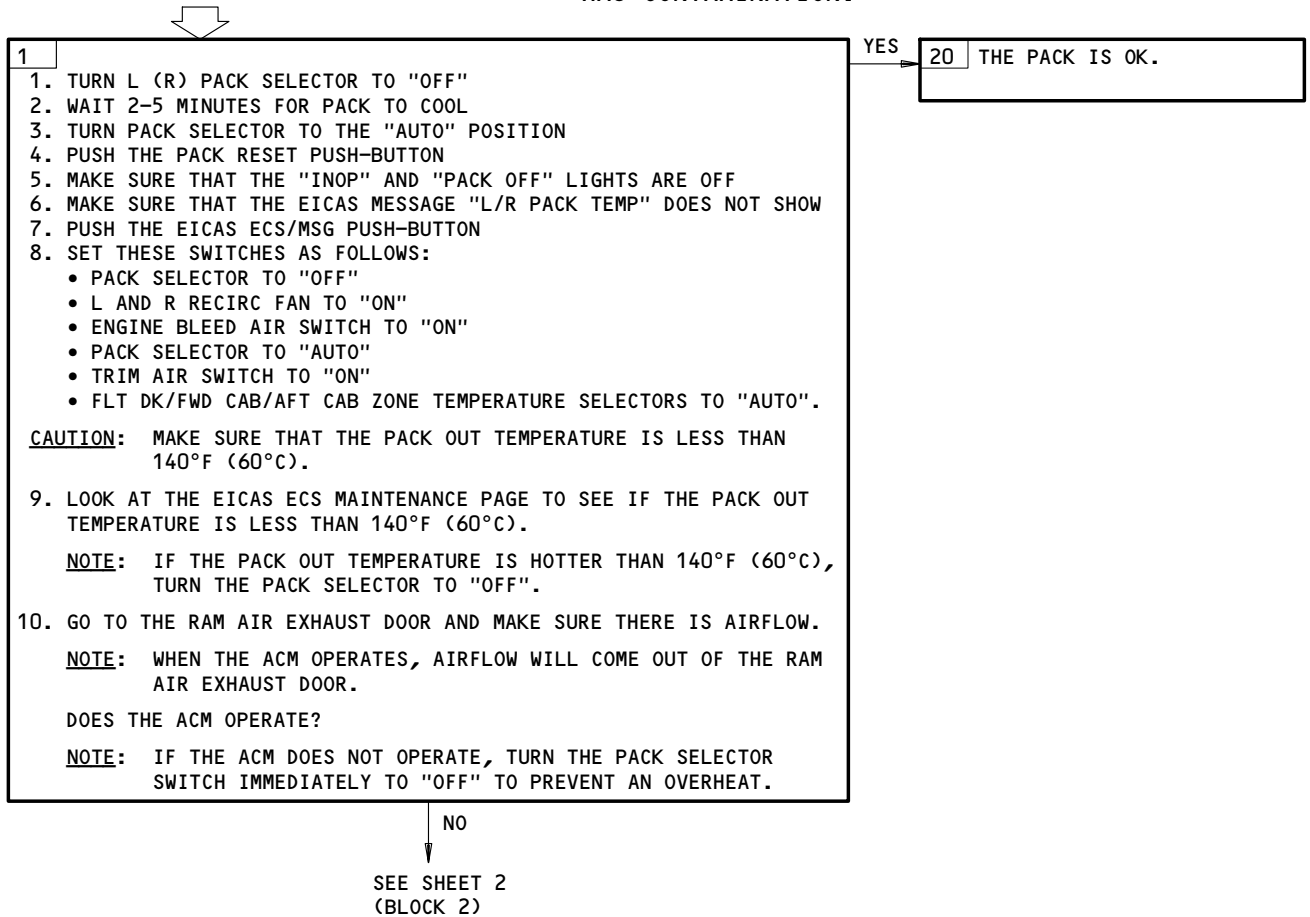 1
1. TURN L (R) PACK SELECTOR TO "OFF"
2. WAIT 2-5 MINUTES FOR PACK TO COOL
3. TURN PACK SELECTOR TO THE "AUTO" POSITION
4. PUSH THE PACK RESET PUSH-BUTTON
5. MAKE SURE THAT THE "INOP" AND "PACK OFF" LIGHTS ARE OFF
6. MAKE SURE THAT THE EICAS MESSAGE "L/R PACK TEMP" DOES NOT SHOW
7. PUSH THE EICAS ECS/MSG PUSH-BUTTON
8. SET THESE SWITCHES AS FOLLOWS:
• PACK SELECTOR TO "OFF"
• L AND R RECIRC FAN TO "ON"
• ENGINE BLEED AIR SWITCH TO "ON"
• PACK SELECTOR TO "AUTO"
• TRIM AIR SWITCH TO "ON"
• FLT DK/FWD CAB/AFT CAB ZONE TEMPERATURE SELECTORS TO "AUTO".
CAUTION: MAKE SURE THAT THE PACK OUT TEMPERATURE IS LESS THAN
140°F (60°C).
9. LOOK AT THE EICAS ECS MAINTENANCE PAGE TO SEE IF THE PACK OUT
TEMPERATURE IS LESS THAN 140°F (60°C).
NOTE: IF THE PACK OUT TEMPERATURE IS HOTTER THAN 140°F (60°C),
TURN THE PACK SELECTOR TO "OFF".
10. GO TO THE RAM AIR EXHAUST DOOR AND MAKE SURE THERE IS AIRFLOW.
NOTE: WHEN THE ACM OPERATES, AIRFLOW WILL COME OUT OF THE RAM
AIR EXHAUST DOOR.
DOES THE ACM OPERATE?
NOTE: IF THE ACM DOES NOT OPERATE, TURN THE PACK SELECTOR
SWITCH IMMEDIATELY TO "OFF" TO PREVENT AN OVERHEAT.
YES
20 THE PACK IS OK.
NO
SEE SHEET 2
(BLOCK 2)